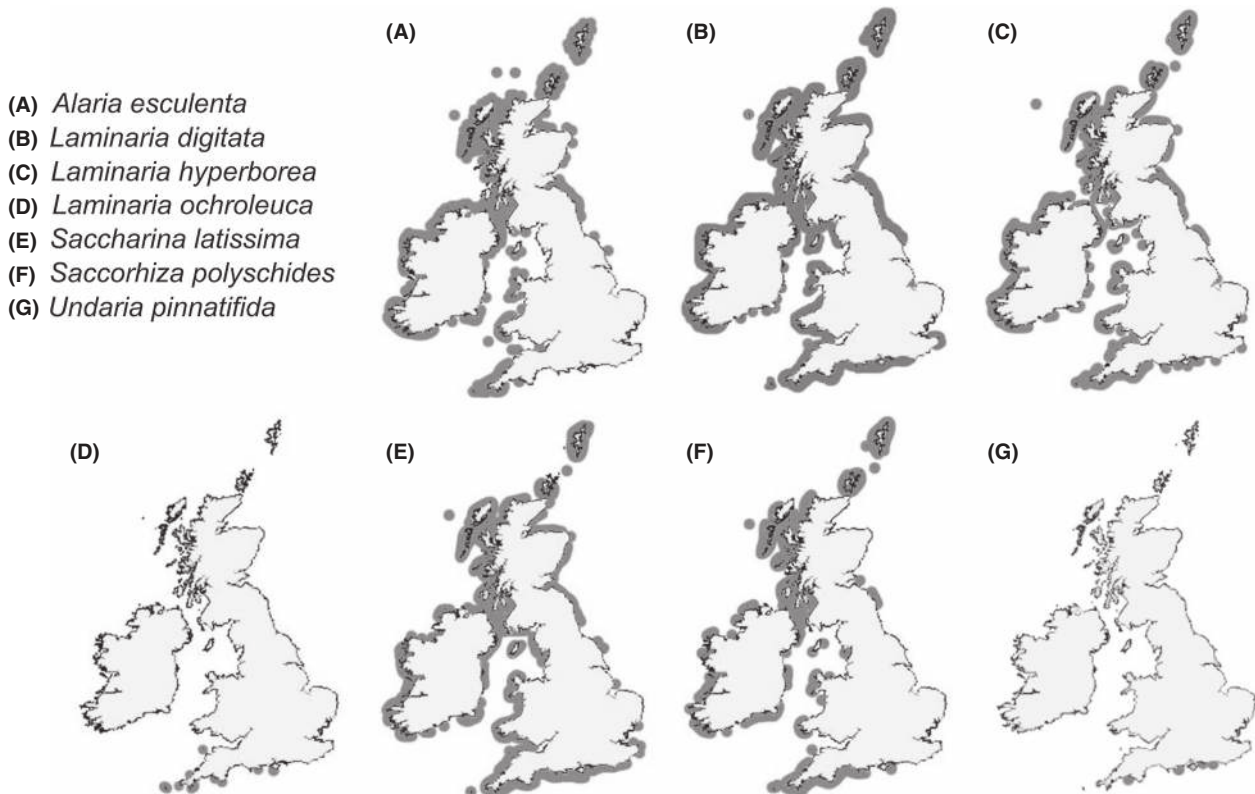 (A) (B) (C)
(A) Alaria esculenta
(B) Laminaria digitata
(C) Laminaria hyperborea
(D) Laminaria ochroleuca
(E) Saccharina latissima
(F) Saccorhiza polyschides
(G) Undaria pinnatifida
(D) (E) (F) (G)